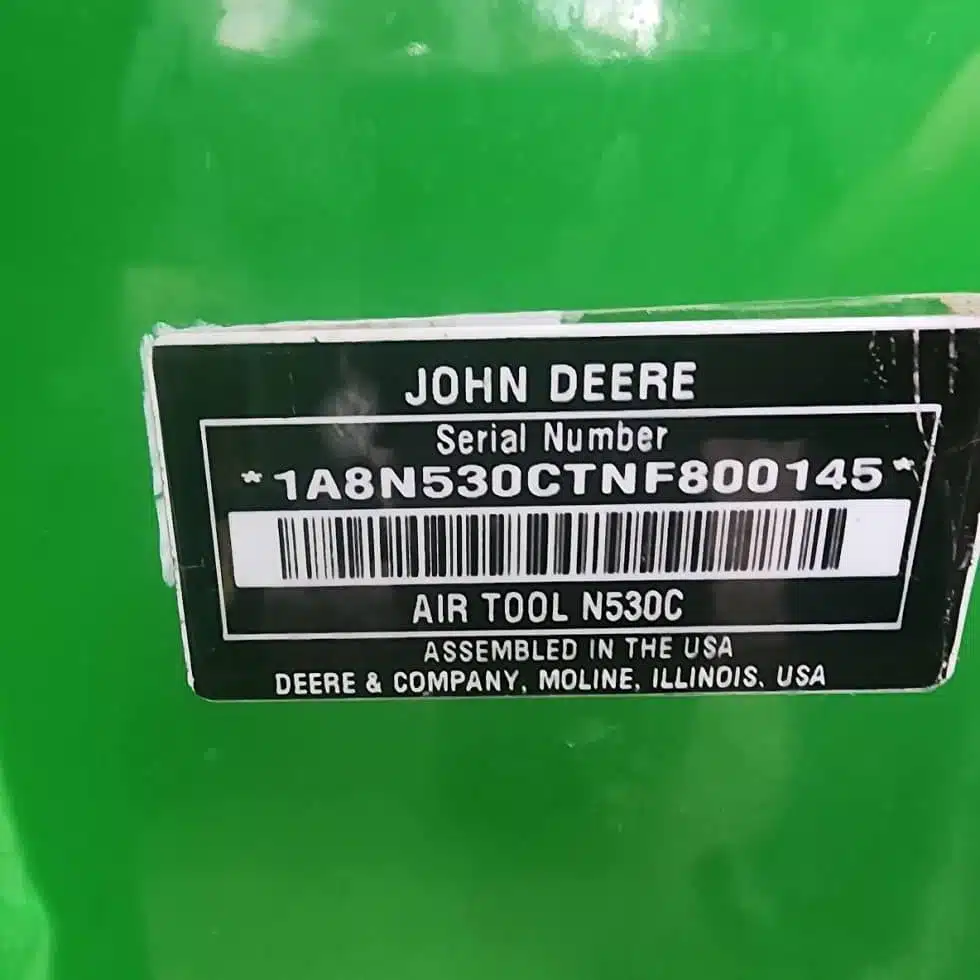 JOHN DEERE
Serial Number
*1A8N530CTNF800145*
AIR TOOL N530C
ASSEMBLED IN THE USA
DEERE & COMPANY, MOLINE, ILLINOIS, USA